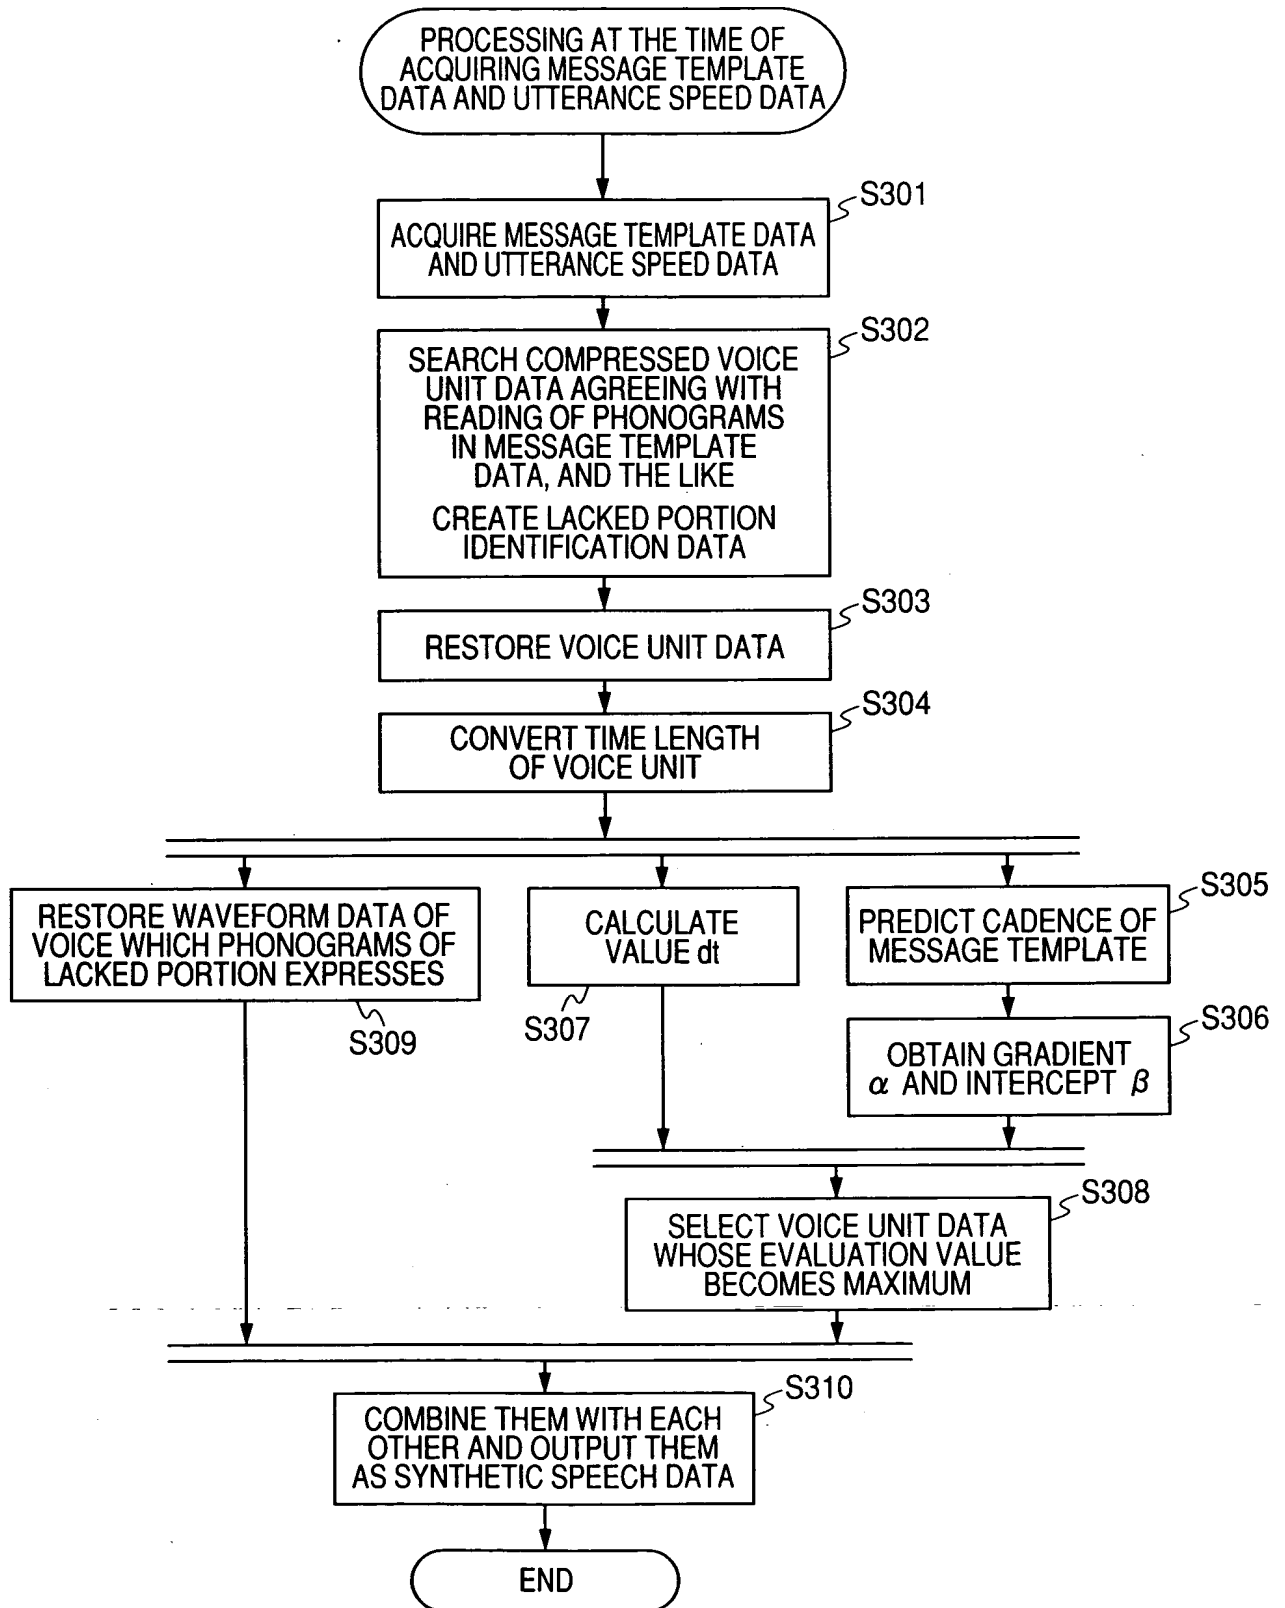 PROCESSING AT THE TIME OF
ACQUIRING MESSAGE TEMPLATE
DATA AND UTTERANCE SPEED DATA
S301
ACQUIRE MESSAGE TEMPLATE DATA
AND UTTERANCE SPEED DATA
S302
SEARCH COMPRESSED VOICE
UNIT DATA AGREEING WITH
READING OF PHONOGRAMS
IN MESSAGE TEMPLATE
DATA, AND THE LIKE
CREATE LACKED PORTION
IDENTIFICATION DATA
S303
RESTORE VOICE UNIT DATA
S304
CONVERT TIME LENGTH
OF VOICE UNIT
RESTORE WAVEFORM DATA OF
VOICE WHICH PHONOGRAMS OF
LACKED PORTION EXPRESSES
S309
CALCULATE
VALUE dt
S307
S305
PREDICT CADENCE OF
MESSAGE TEMPLATE
S306
OBTAIN GRADIENT
α AND INTERCEPT β
S308
SELECT VOICE UNIT DATA
WHOSE EVALUATION VALUE
BECOMES MAXIMUM
S310
COMBINE THEM WITH EACH
OTHER AND OUTPUT THEM
AS SYNTHETIC SPEECH DATA
END